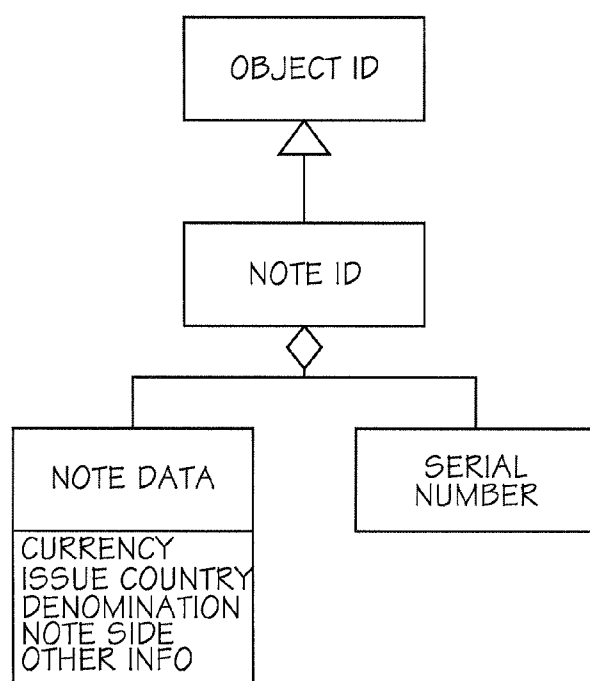 OBJECT ID
NOTE ID
NOTE DATA
CURRENCY
ISSUE COUNTRY
DENOMINATION
NOTE SIDE
OTHER INFO
SERIAL
NUMBER